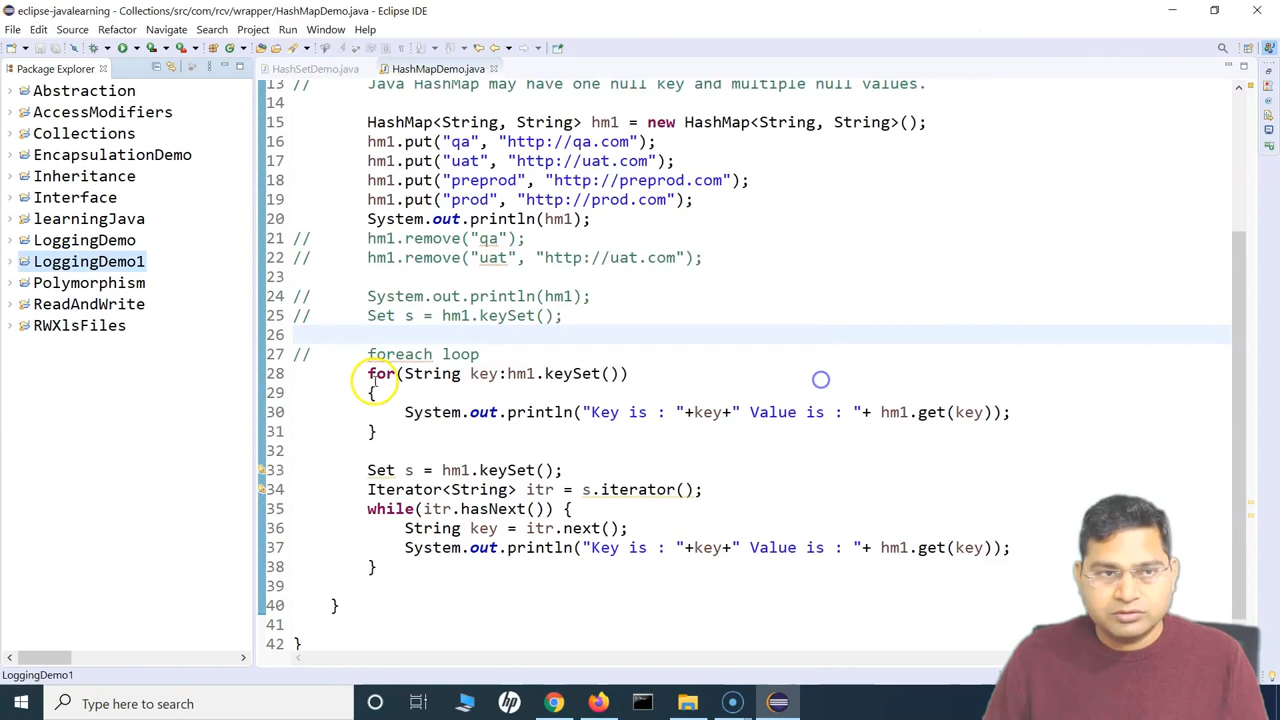 eclipse-javalearning - Collections/src/com/rcv/wrapper/HashMapDemo.java - Eclipse IDE
File Edit Source Refactor Navigate Search Project Run Window Help
Package Explorer
HashSetDemo.java
HashMapDemo.java
Abstraction
AccessModifiers
Collections
EncapsulationDemo
Inheritance
Interface
learningJava
LoggingDemo
LoggingDemo1
Polymorphism
ReadAndWrite
RWXlsFiles
13 // Java HashMap may have one null key and multiple null values.
14
15 HashMap<String, String> hm1 = new HashMap<String, String>();
16 hm1.put("qa", "http://qa.com");
17 hm1.put("uat", "http://uat.com");
18 hm1.put("preprod", "http://preprod.com");
19 hm1.put("prod", "http://prod.com");
20 System.out.println(hm1);
21 // hm1.remove("qa");
22 // hm1.remove("uat", "http://uat.com");
23
24 // System.out.println(hm1);
25 // Set s = hm1.keySet();
26
27 // foreach loop
28 for(String key:hm1.keySet())
29 {
30 System.out.println("Key is : "+key+" Value is : "+ hm1.get(key));
31 }
32
33 Set s = hm1.keySet();
34 Iterator<String> itr = s.iterator();
35 while(itr.hasNext()) {
36 String key = itr.next();
37 System.out.println("Key is : "+key+" Value is : "+ hm1.get(key));
38 }
39
40 }
41
42 }
LoggingDemo1
Type here to search
hp